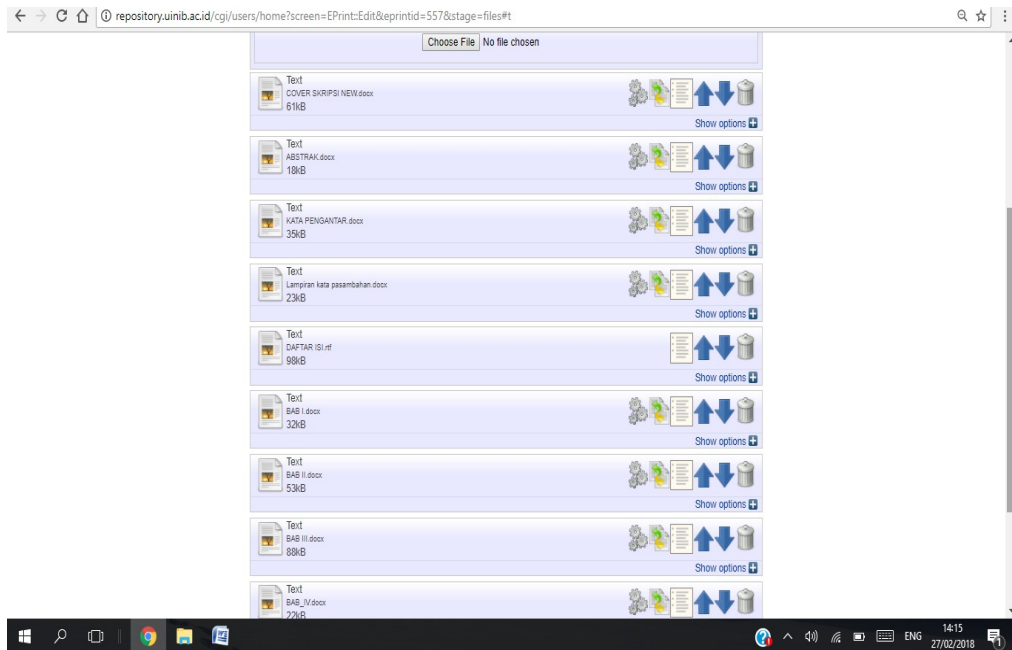 repository.uinib.ac.id/cgi/users/home?screen=EPrint::Edit&eprintid=557&stage=files#t
Choose File No file chosen
Text
COVER SKRIPSI NEW.docx
61kB
Show options
Text
ABSTRAK.docx
18kB
Show options
Text
KATA PENGANTAR.docx
35kB
Show options
Text
Lampiran kata pasambahan.docx
23kB
Show options
Text
DAFTAR ISI.rtf
98kB
Show options
Text
BAB I.docx
32kB
Show options
Text
BAB II.docx
53kB
Show options
Text
BAB III.docx
88kB
Show options
Text
BAB_IV.docx
22kB
ENG
14:15
27/02/2018